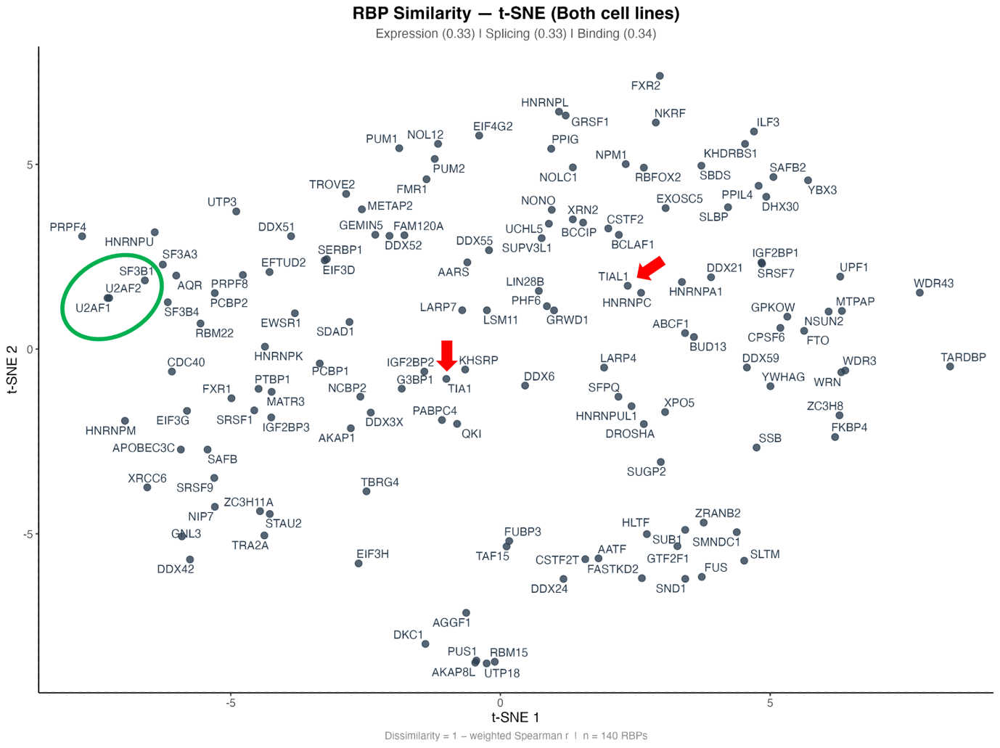 RBP Similarity — t-SNE (Both cell lines)
Expression (0.33) | Splicing (0.33) | Binding (0.34)
FXR2
HNRNPL
GRSF1
NKRF
ILF3
EIF4G2
PUM1
NOL12
PPIG
KHDRBS1
NPM1
PUM2
NOLC1
RBFOX2
SBDS
SAFB2
YBX3
FMR1
TROVE2
PPIL4
DHX30
EXOSC5
SLBP
METAP2
UTP3
NONO
XRN2
CSTF2
PRPF4
HNRNPU
DDX51
GEMIN5
FAM120A
DDX52
UCHL5
BCCIP
BCLAF1
SUPV3L1
DDX55
SERBP1
EIF3D
SF3A3
EFTUD2
AARS
IGF2BP1
SRSF7
UPF1
SF3B1
AQR
PRPF8
TIAL1
DDX21
HNRNPA1
WDR43
U2AF2
U2AF1
PCBP2
LIN28B
HNRNPC
SF3B4
PHF6
GRWD1
LARP7
LSM11
GPKOW
MTPAP
NSUN2
EWSR1
SDAD1
RBM22
ABCF1
BUD13
CPSF6
FTO
HNRNPK
CDC40
PCBP1
IGF2BP2
KHSRP
LARP4
DDX59
WDR3
WRN
TARDBP
G3BP1
TIA1
DDX6
YWHAG
PTBP1
MATR3
FXR1
NCBP2
SFPQ
HNRNPUL1
XPO5
ZC3H8
EIF3G
SRSF1
IGF2BP3
DDX3X
PABPC4
QKI
DROSHA
FKBP4
HNRNPM
AKAP1
APOBEC3C
SAFB
SSB
SUGP2
XRCC6
SRSF9
TBRG4
ZC3H11A
NIP7
STAU2
GNL3
TRA2A
FUBP3
TAF15
HLTF
SUB1
ZRANB2
SMNDC1
GTF2F1
SLTM
DDX42
EIF3H
CSTF2T
AATF
DDX24
FASTKD2
SND1
FUS
AGGF1
DKC1
PUS1
RBM15
AKAP8L
UTP18
5
0
-5
t-SNE 2
-5
0
5
t-SNE 1
Dissimilarity = 1 − weighted Spearman r | n = 140 RBPs